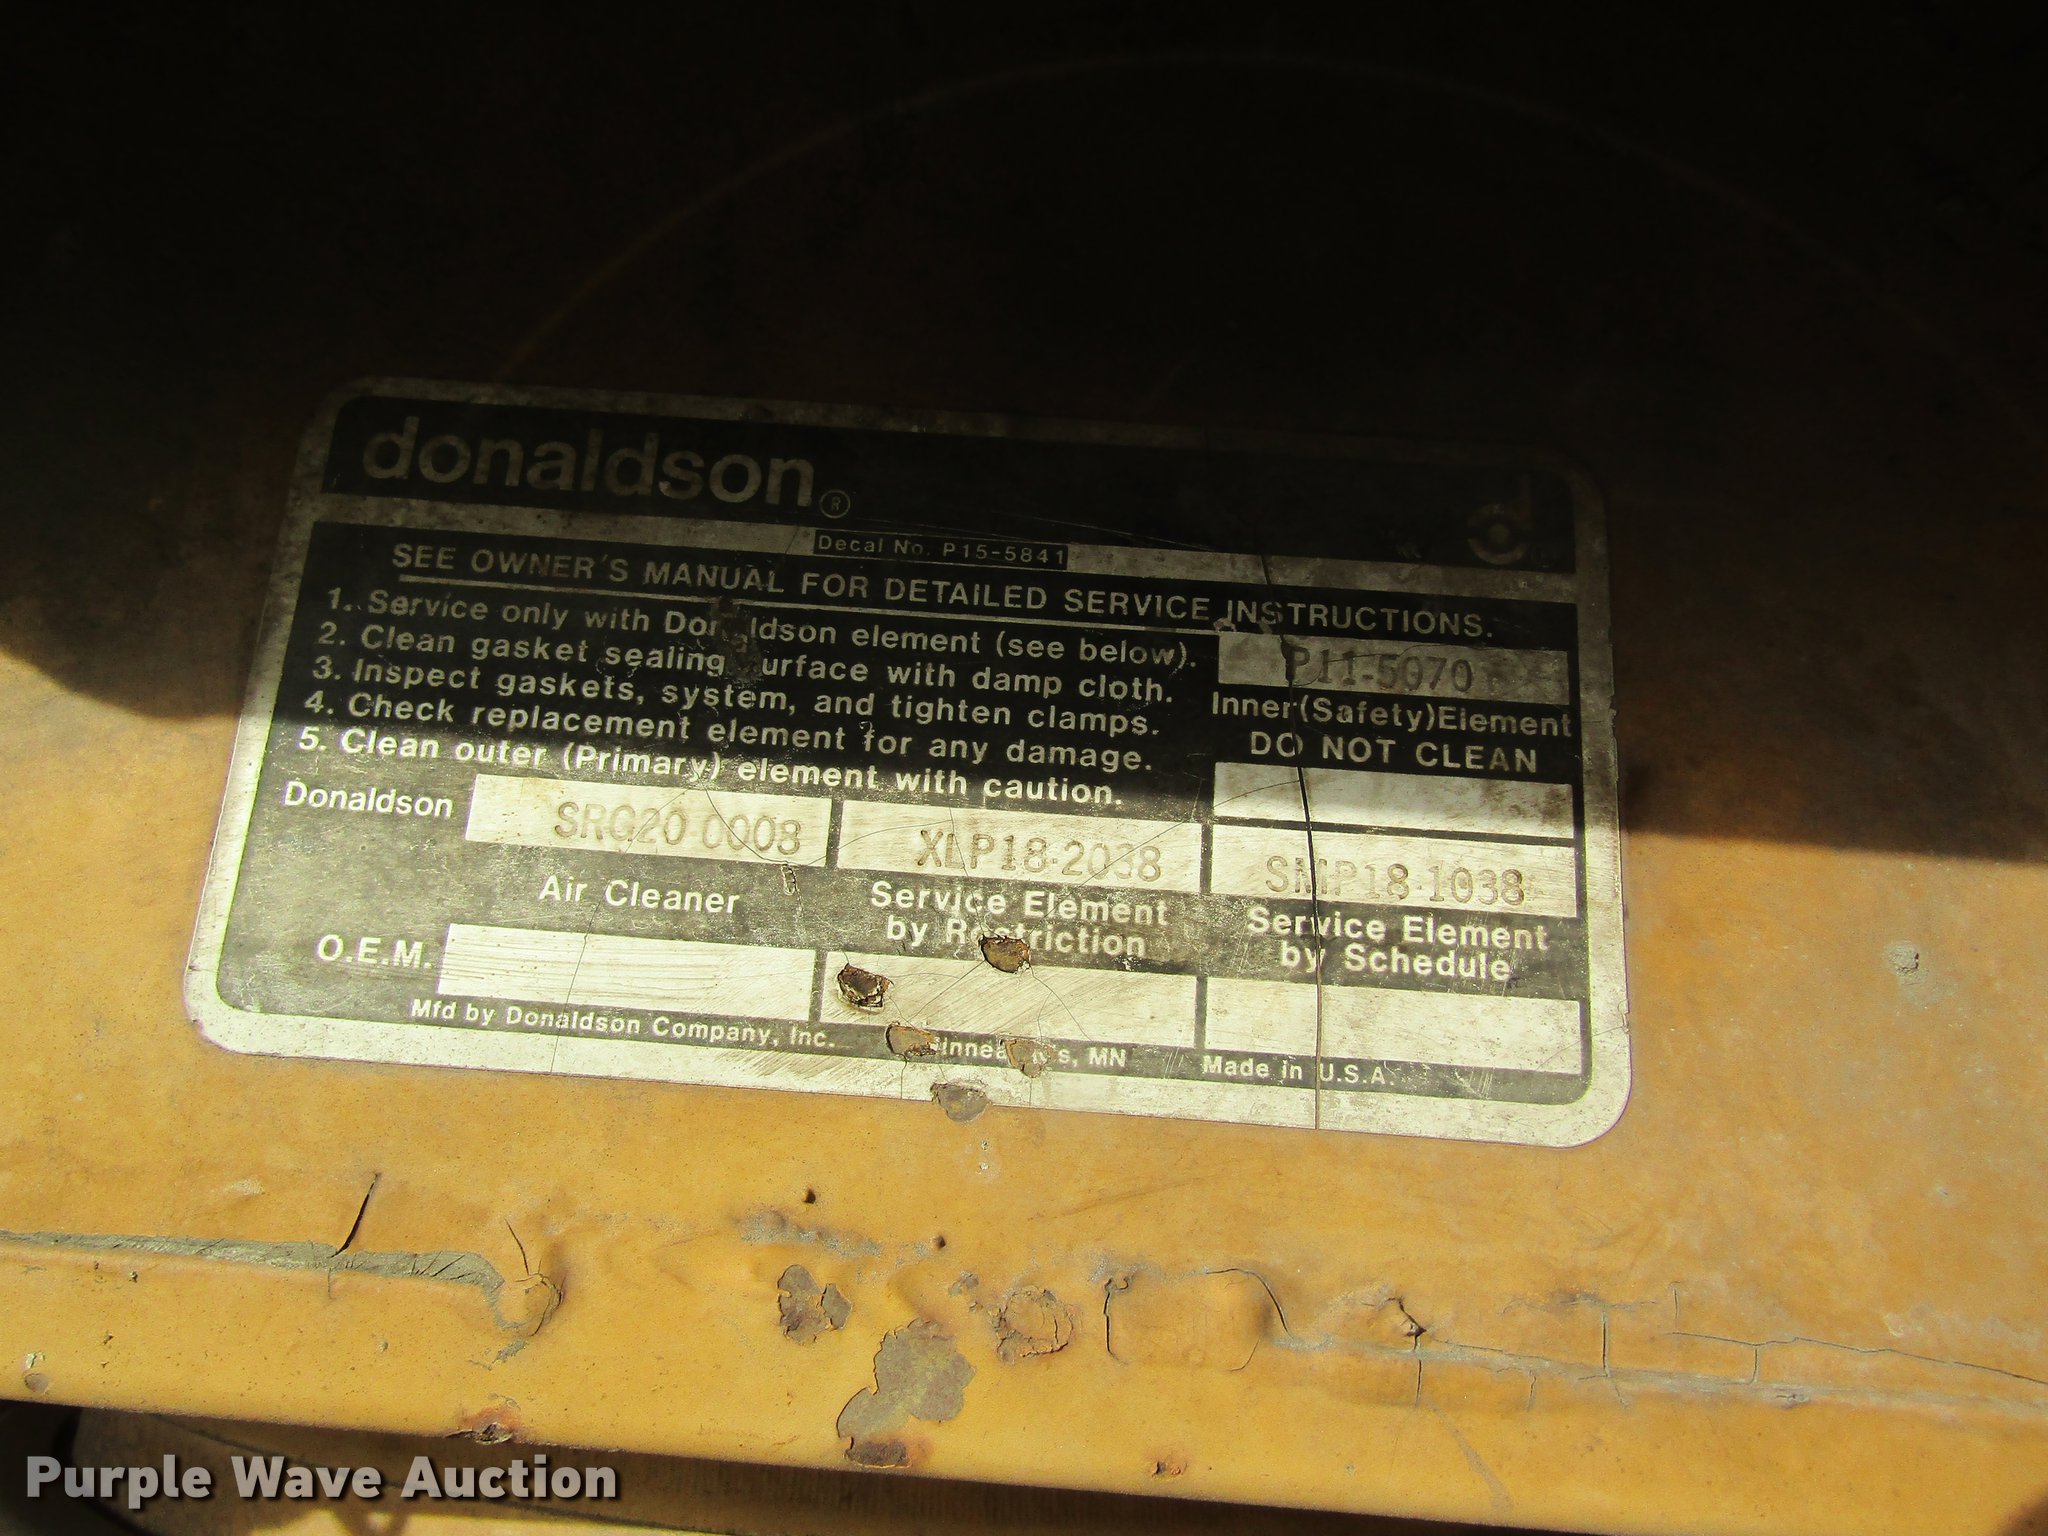 donaldson®
Decal No. P15-5841
SEE OWNER'S MANUAL FOR DETAILED SERVICE INSTRUCTIONS.
1. Service only with Donaldson element (see below).
2. Clean gasket sealing surface with damp cloth.
3. Inspect gaskets, system, and tighten clamps.
4. Check replacement element for any damage.
5. Clean outer (Primary) element with caution.
P11-5070
Inner(Safety)Element
DO NOT CLEAN
Donaldson SRG20-0008 XLP18-2038 SMP18-1038
Air Cleaner
Service Element
by Restriction
Service Element
by Schedule
O.E.M.
Mfd by Donaldson Company, Inc. Minneapolis, MN Made in U.S.A.
Purple Wave Auction